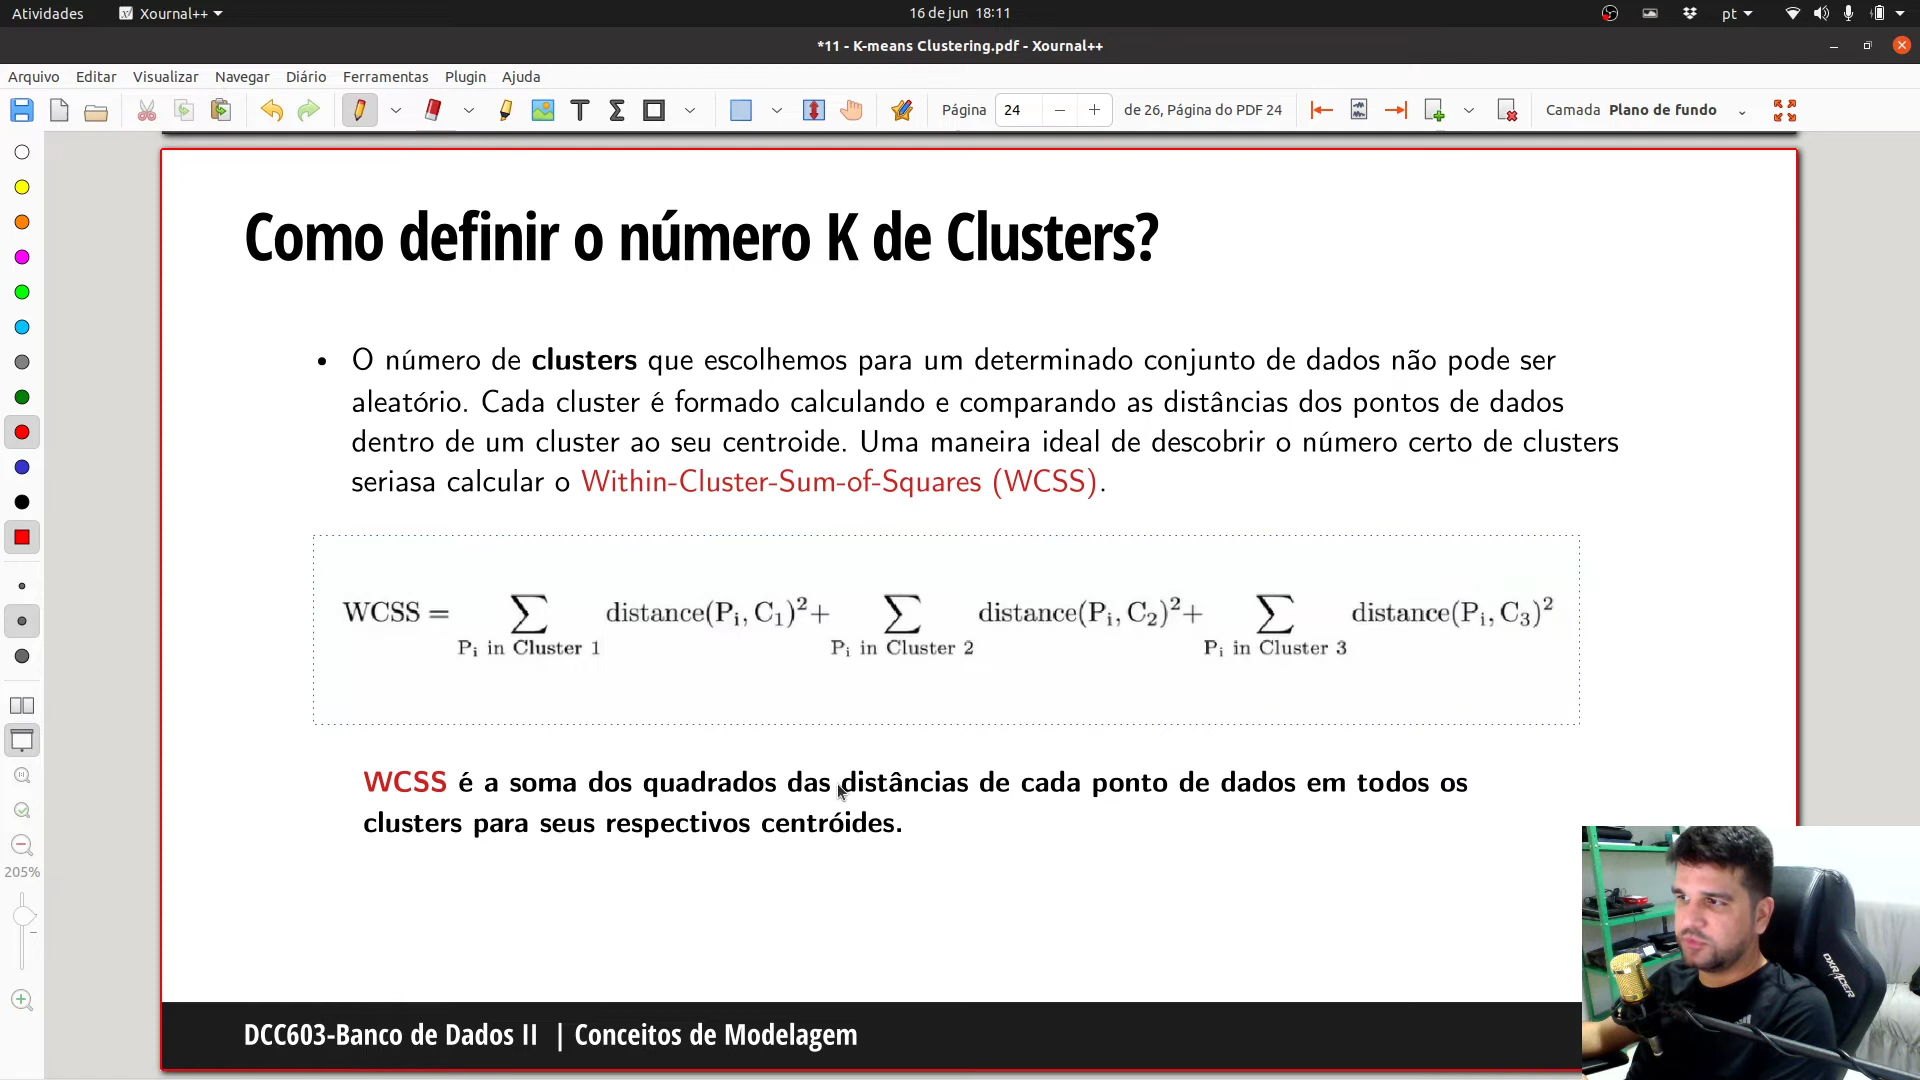 Atividades
Xournal++
16 de jun 18:11
pt
*11 - K-means Clustering.pdf - Xournal++
Arquivo Editar Visualizar Navegar Diário Ferramentas Plugin Ajuda
Página 24 de 26, Página do PDF 24
Camada Plano de fundo
Como definir o número K de Clusters?
• O número de clusters que escolhemos para um determinado conjunto de dados não pode ser
aleatório. Cada cluster é formado calculando e comparando as distâncias dos pontos de dados
dentro de um cluster ao seu centroide. Uma maneira ideal de descobrir o número certo de clusters
seriasa calcular o Within-Cluster-Sum-of-Squares (WCSS).
WCSS = ∑ distance(Pᵢ, C₁)² + ∑ distance(Pᵢ, C₂)² + ∑ distance(Pᵢ, C₃)²
Pᵢ in Cluster 1 Pᵢ in Cluster 2 Pᵢ in Cluster 3
WCSS é a soma dos quadrados das distâncias de cada ponto de dados em todos os
clusters para seus respectivos centróides.
205%
DCC603-Banco de Dados II | Conceitos de Modelagem
DXRACER